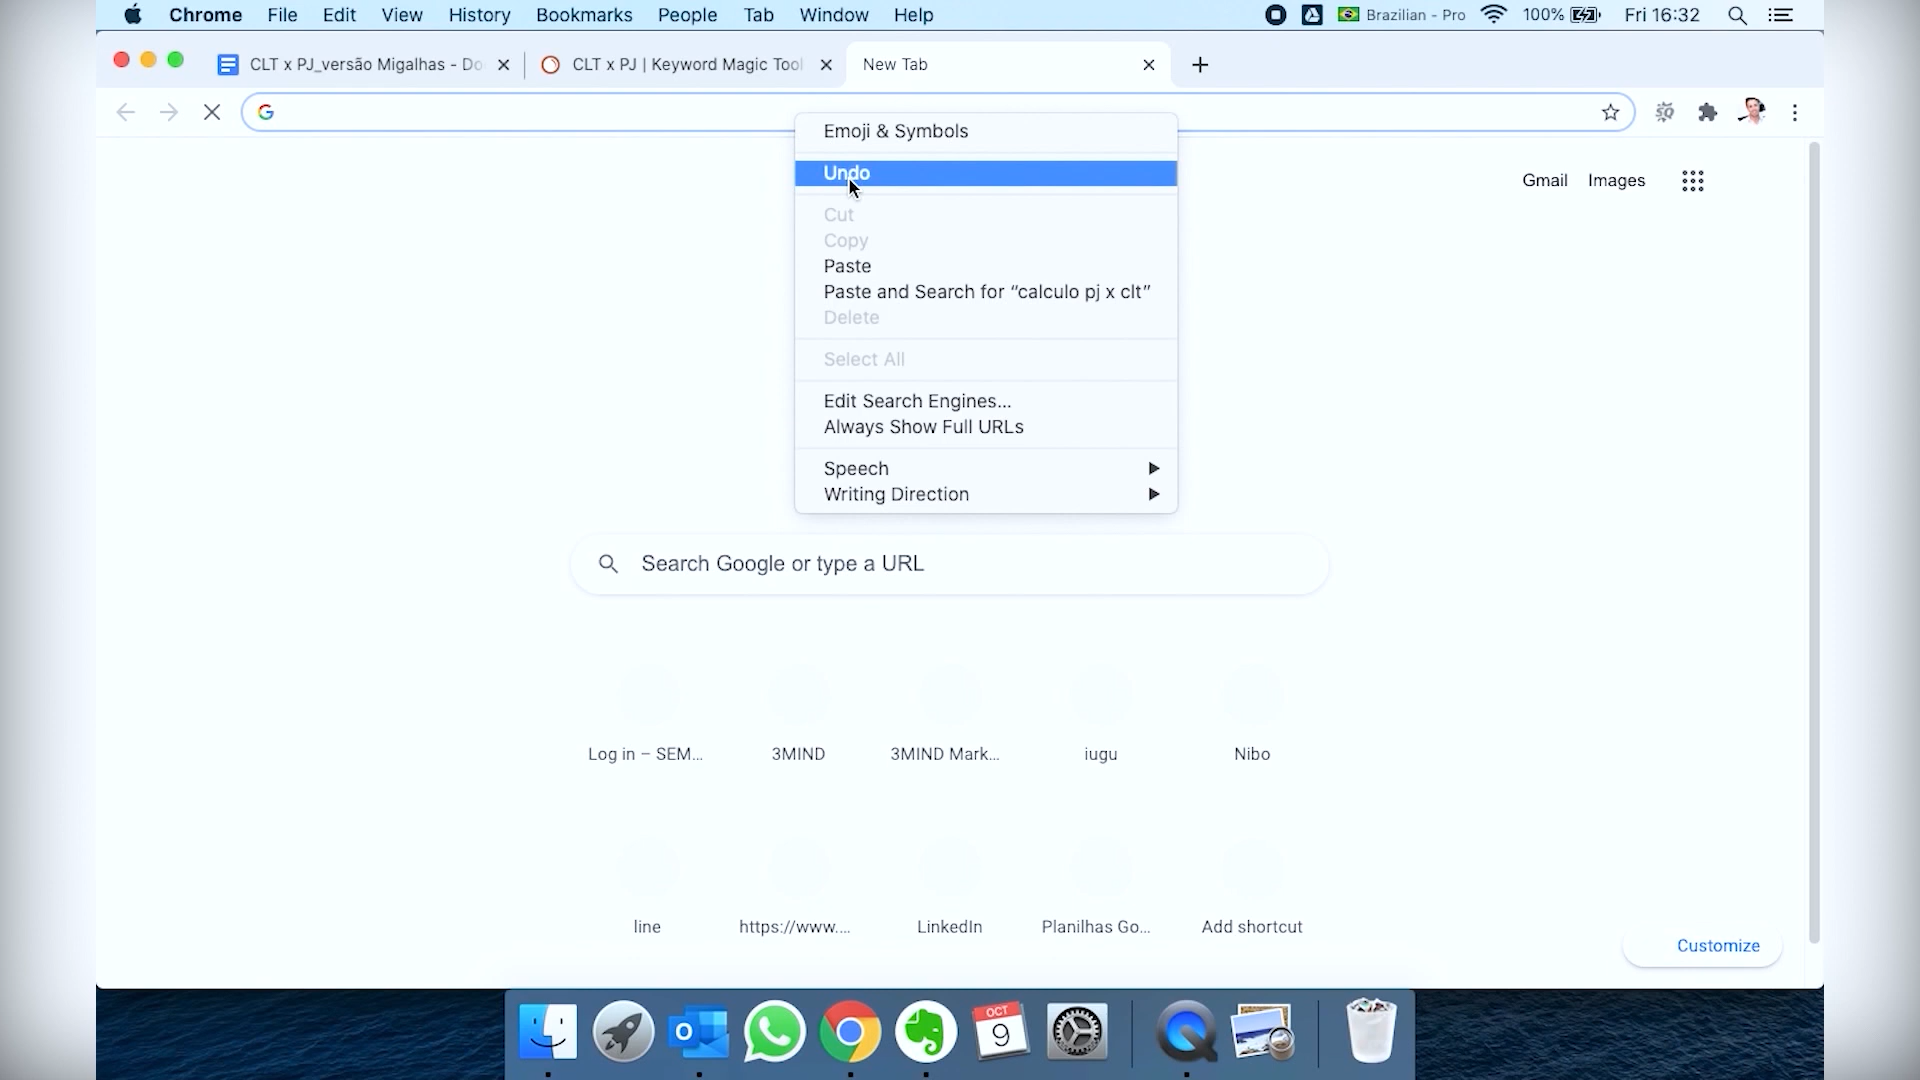 Chrome File Edit View History Bookmarks People Tab Window Help Brazilian - Pro 100% Fri 16:32
CLT x PJ_versão Migalhas - Do
CLT x PJ | Keyword Magic Tool
New Tab
Emoji & Symbols
Undo
Cut
Copy
Paste
Paste and Search for “calculo pj x clt”
Delete
Select All
Edit Search Engines...
Always Show Full URLs
Speech
Writing Direction
Gmail Images
Search Google or type a URL
Log in – SEM... 3MIND 3MIND Mark... iugu Nibo
line https://www.... LinkedIn Planilhas Go... Add shortcut
Customize
OCT
9